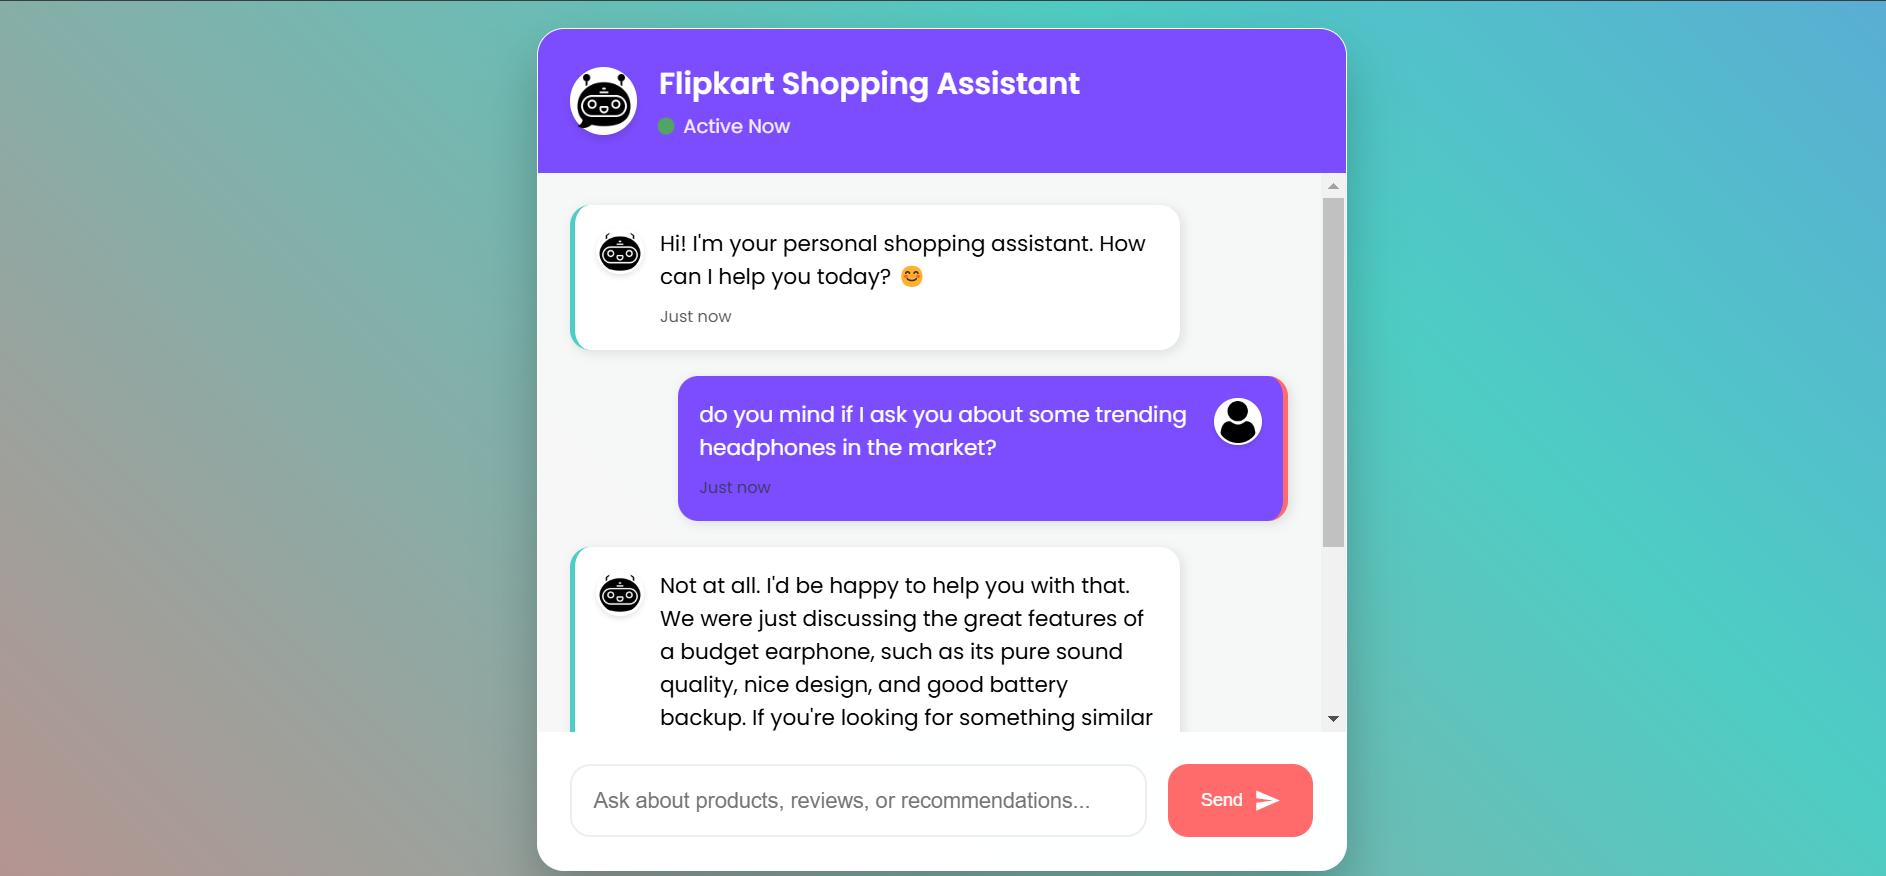 Flipkart Shopping Assistant
Active Now
Hi! I'm your personal shopping assistant. How
can I help you today? 😊
Just now
do you mind if I ask you about some trending
headphones in the market?
Just now
Not at all. I'd be happy to help you with that.
We were just discussing the great features of
a budget earphone, such as its pure sound
quality, nice design, and good battery
backup. If you're looking for something similar
Ask about products, reviews, or recommendations...
Send